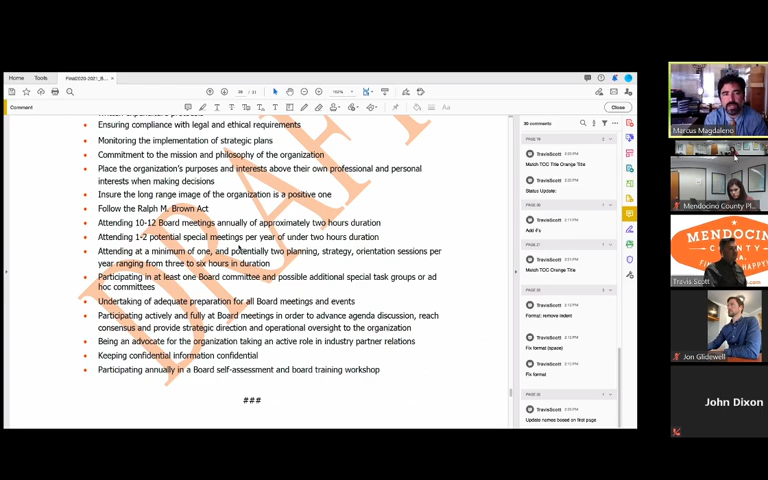 Home
Tools
Final2020-2021_B...
Comment
Close
Ensuring compliance with legal and ethical requirements
Monitoring the implementation of strategic plans
Commitment to the mission and philosophy of the organization
Place the organization's purposes and interests above their own professional and personal
interests when making decisions
Insure the long range image of the organization is a positive one
Follow the Ralph M. Brown Act
Attending 10-12 Board meetings annually of approximately two hours duration
Attending 1-2 potential special meetings per year of under two hours duration
Attending at a minimum of one, and potentially two planning, strategy, orientation sessions per
year ranging from three to six hours in duration
Participating in at least one Board committee and possible additional special task groups or ad
hoc committees
Undertaking of adequate preparation for all Board meetings and events
Participating actively and fully at Board meetings in order to advance agenda discussion, reach
consensus and provide strategic direction and operational oversight to the organization
Being an advocate for the organization taking an active role in industry partner relations
Keeping confidential information confidential
Participating annually in a Board self-assessment and board training workshop
###
DRAFT
30 comments
TravisScott
Match TOC Title Orange Title
TravisScott
Status Update:
TravisScott
Add #'s
TravisScott
Match TOC Orange Title
TravisScott
Format: remove indent
TravisScott
Fix format (space)
TravisScott
Fix format
TravisScott
Update names based on first page
Marcus Magdaleno
Mendocino County Pl...
MENDOCINO
COUNTY
Travis Scott
Jon Glidewell
John Dixon